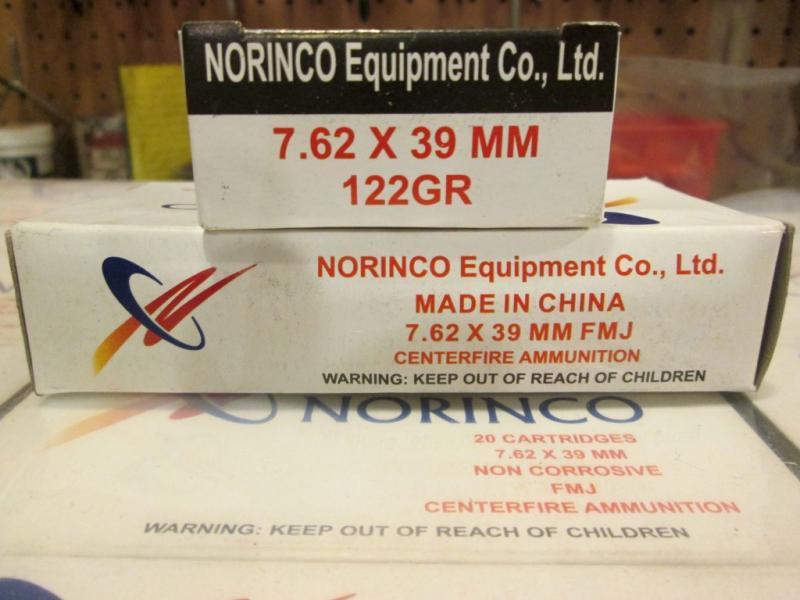 NORINCO Equipment Co., Ltd.
7.62 X 39 MM
122GR
NORINCO Equipment Co., Ltd.
MADE IN CHINA
7.62 X 39 MM FMJ
CENTERFIRE AMMUNITION
WARNING: KEEP OUT OF REACH OF CHILDREN
NORINCO
20 CARTRIDGES
7.62 X 39 MM
NON CORROSIVE
FMJ
CENTERFIRE AMMUNITION
WARNING: KEEP OUT OF REACH OF CHILDREN
NORINCO